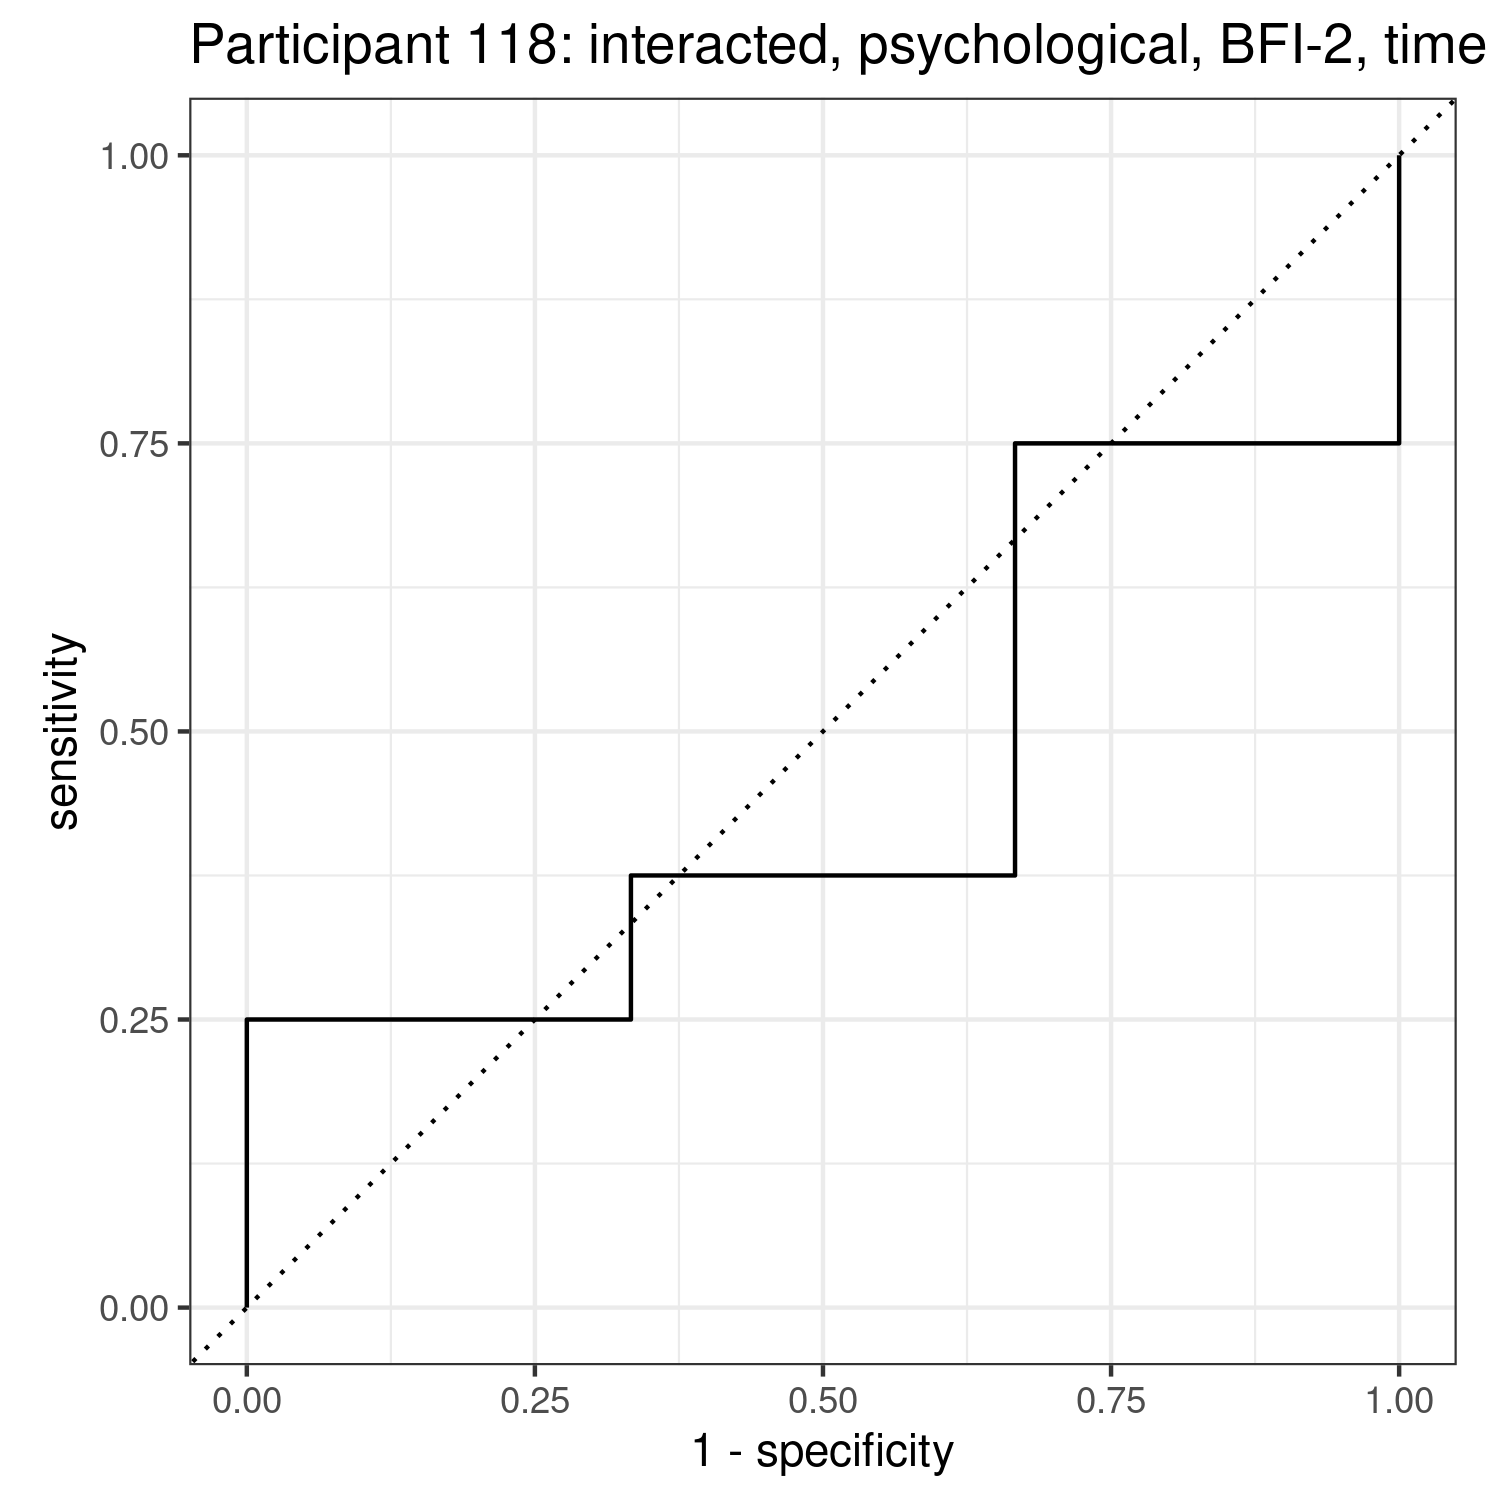 Participant 118: interacted, psychological, BFI-2, time
1.00
0.75
0.50
0.25
0.00
sensitivity
0.00 0.25 0.50 0.75 1.00
1 - specificity